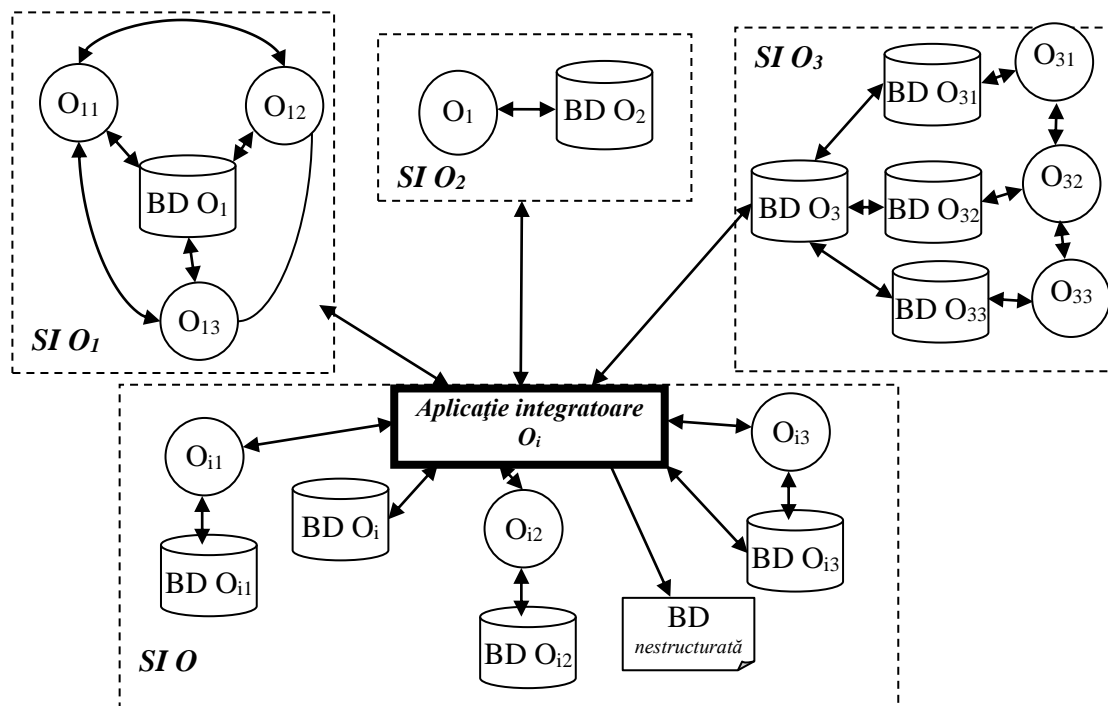 O11
O12
BD O1
O13
SI O1
O1
BD O2
SI O2
SI O3
O31
BD O31
BD O3
BD O32
O32
BD O33
O33
Aplicaţie integratoare
Oi
Oi1
Oi3
BD Oi
Oi2
BD Oi1
BD Oi3
BD Oi2
BD
nestructurată
SI O